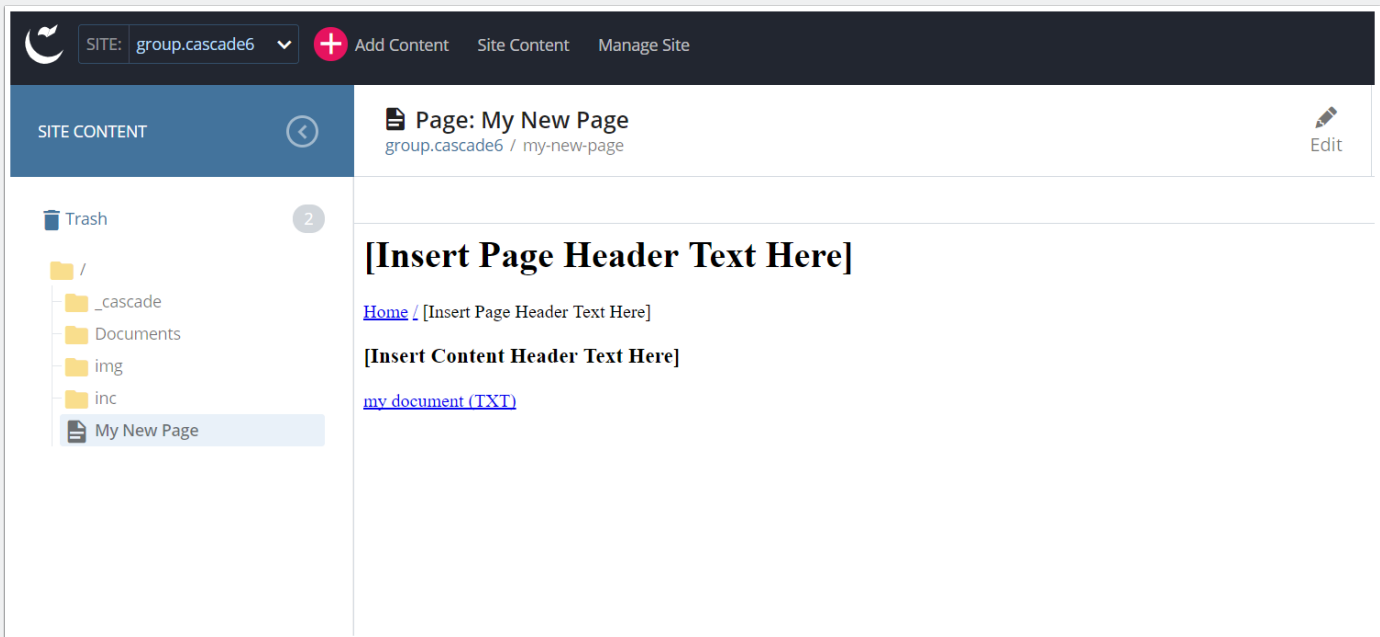 SITE: group.cascade6 Add Content Site Content Manage Site
SITE CONTENT
Page: My New Page
group.cascade6 / my-new-page
Edit
Trash 2
/
_cascade
Documents
img
inc
My New Page
[Insert Page Header Text Here]
Home / [Insert Page Header Text Here]
[Insert Content Header Text Here]
my document (TXT)